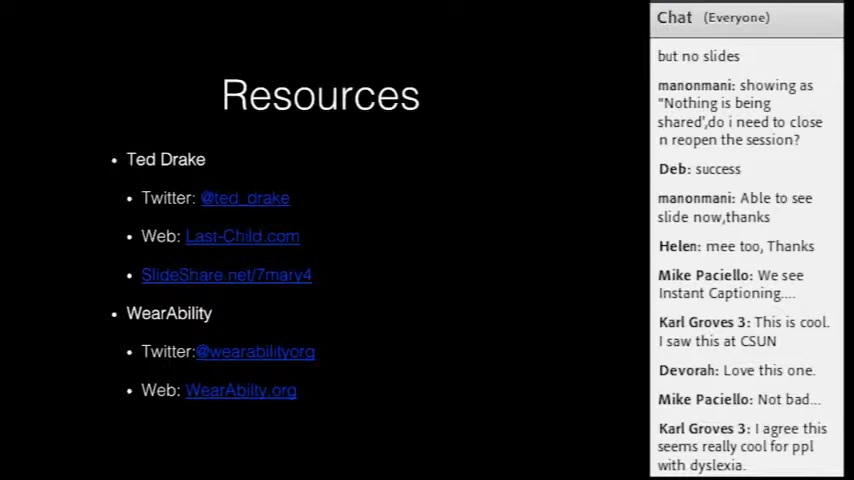 Resources
• Ted Drake
• Twitter: @ted_drake
• Web: Last-Child.com
• SlideShare.net/7mary4
• WearAbility
• Twitter:@wearabilityorg
• Web: WearAbilty.org
Chat (Everyone)
but no slides
manonmani: showing as
"Nothing is being
shared',do i need to close
n reopen the session?
Deb: success
manonmani: Able to see
slide now,thanks
Helen: mee too, Thanks
Mike Paciello: We see
Instant Captioning....
Karl Groves 3: This is cool.
I saw this at CSUN
Devorah: Love this one.
Mike Paciello: Not bad...
Karl Groves 3: I agree this
seems really cool for ppl
with dyslexia.